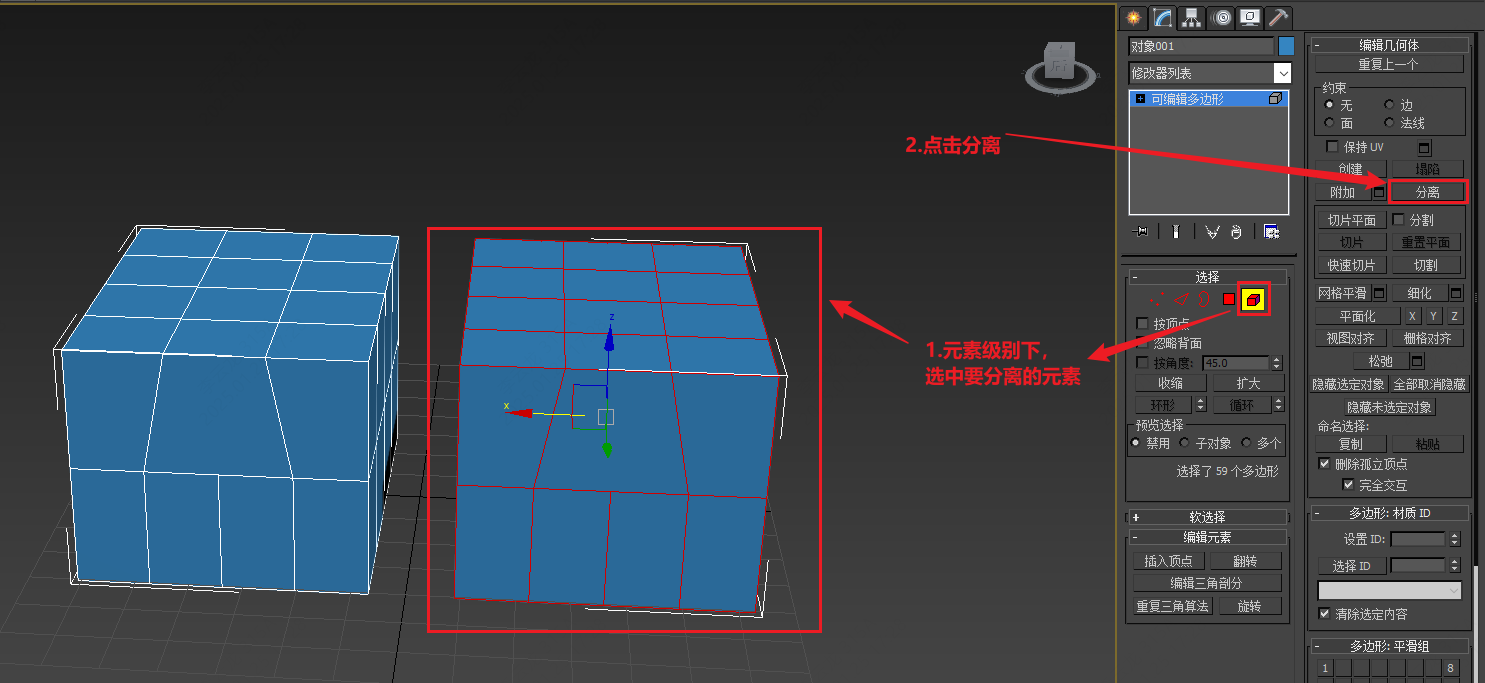 对象001
修改器列表
可编辑多边形
2.点击分离
1.元素级别下，
选中要分离的元素
z
x
- 选择
按顶点
忽略背面
按角度: 45.0
收缩 扩大
环形 循环
预览选择
禁用 子对象 多个
选择了 59 个多边形
+ 软选择
- 编辑元素
插入顶点 翻转
编辑三角剖分
重复三角算法 旋转
- 编辑几何体
重复上一个
约束
无 边
面 法线
保持 UV
创建 塌陷
附加 分离
切片平面 分割
切片 重置平面
快速切片 切割
网格平滑 细化
平面化 X Y Z
视图对齐 栅格对齐
松弛
隐藏选定对象 全部取消隐藏
隐藏未选定对象
命名选择:
复制 粘贴
删除孤立顶点
完全交互
- 多边形: 材质 ID
设置 ID:
选择 ID
清除选定内容
- 多边形: 平滑组
1 8